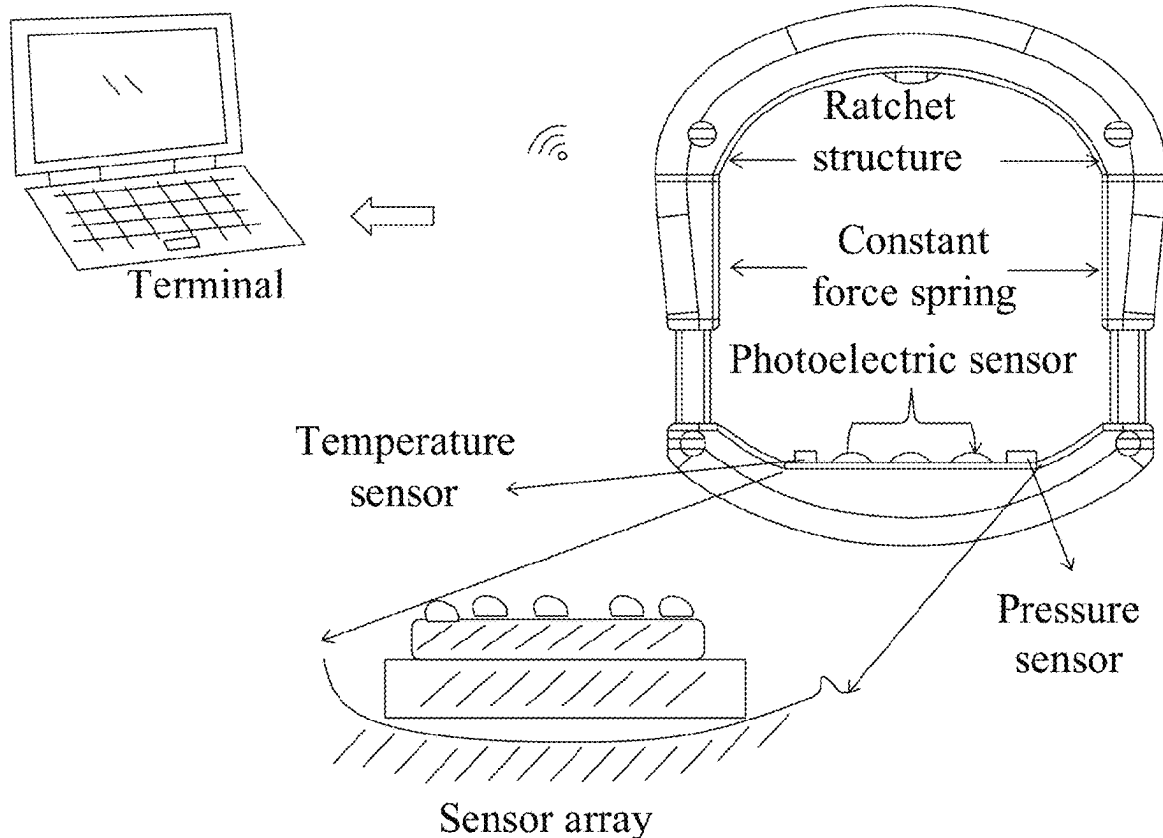 Ratchet
structure
Constant
force spring
Terminal
Photoelectric sensor
Temperature
sensor
Pressure
sensor
Sensor array